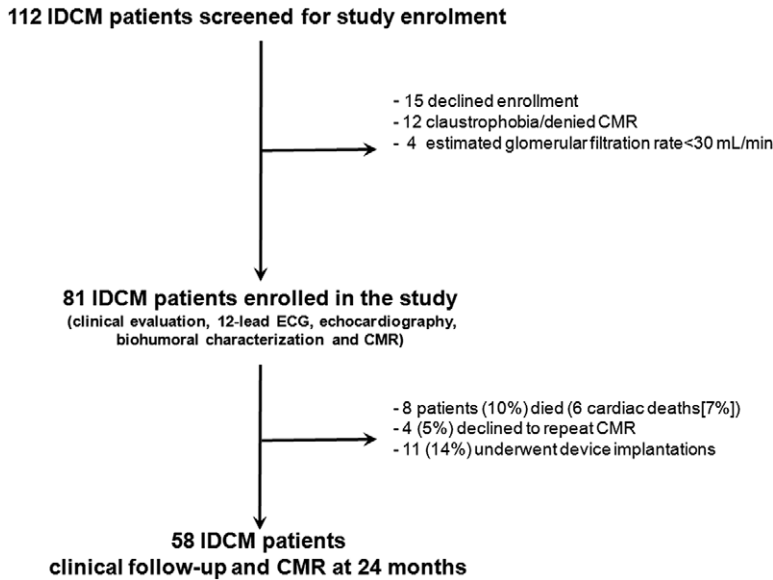 112 IDCM patients screened for study enrolment
- 15 declined enrollment
- 12 claustrophobia/denied CMR
- 4 estimated glomerular filtration rate<30 mL/min
81 IDCM patients enrolled in the study
(clinical evaluation, 12-lead ECG, echocardiography,
biohumoral characterization and CMR)
- 8 patients (10%) died (6 cardiac deaths[7%])
- 4 (5%) declined to repeat CMR
- 11 (14%) underwent device implantations
58 IDCM patients
clinical follow-up and CMR at 24 months